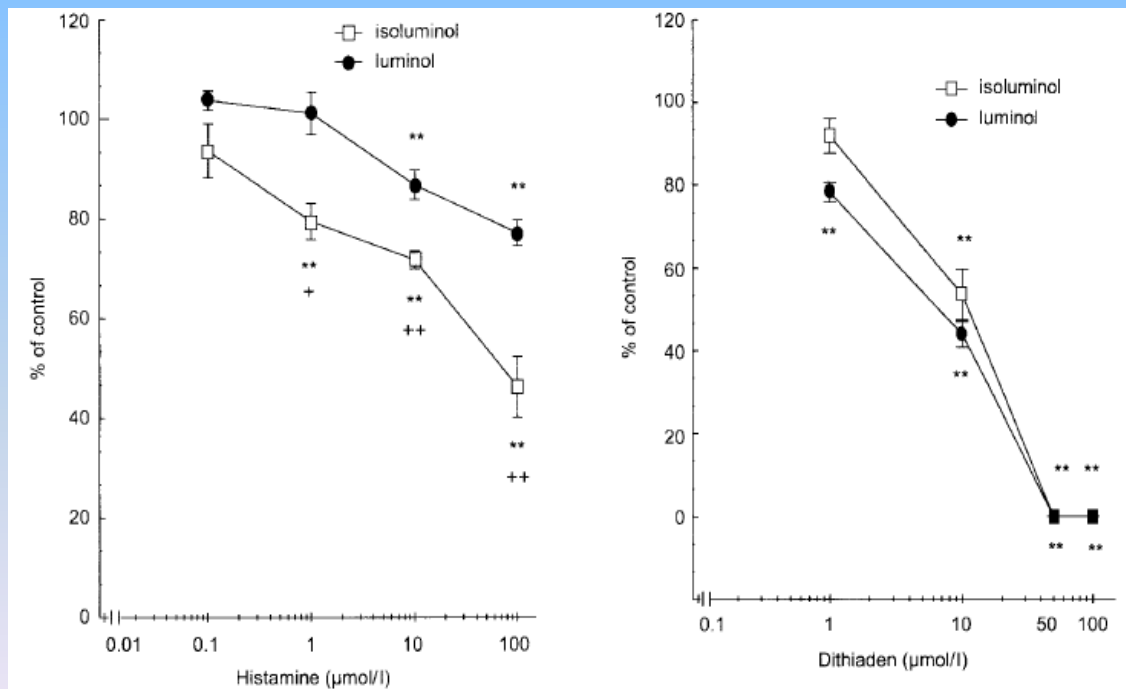 120
100
80
60
40
20
0
% of control
isoluminol
luminol
**
**
**
+
**
++
**
++
0.01 0.1 1 10 100
Histamine (µmol/l)
120
100
80
60
40
20
0
% of control
isoluminol
luminol
**
**
**
** **
** **
0.1 1 10 50 100
Dithiaden (µmol/l)